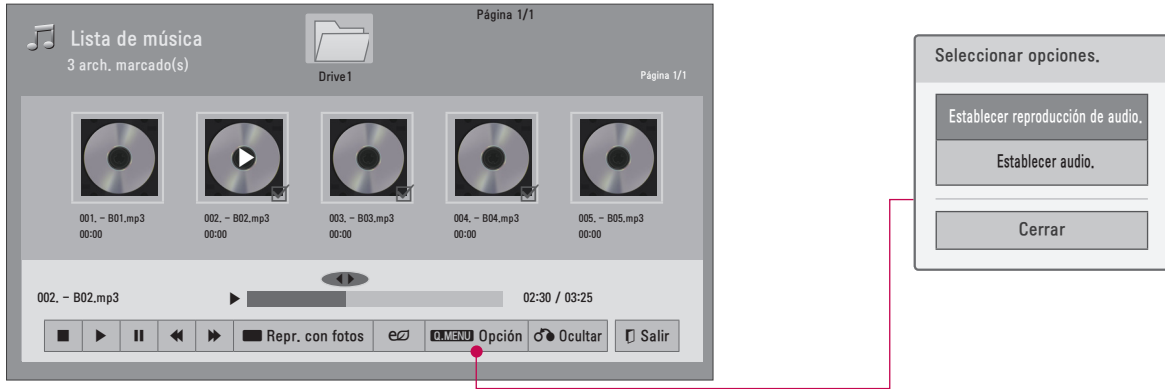 Página 1/1
Lista de música
3 arch. marcado(s)
Drive1
Página 1/1
001. - B01.mp3
00:00
002. - B02.mp3
00:00
003. - B03.mp3
00:00
004. - B04.mp3
00:00
005. - B05.mp3
00:00
002. - B02.mp3
02:30 / 03:25
Repr. con fotos
e
Q.MENU Opción
Ocultar
Salir
Seleccionar opciones.
Establecer reproducción de audio.
Establecer audio.
Cerrar